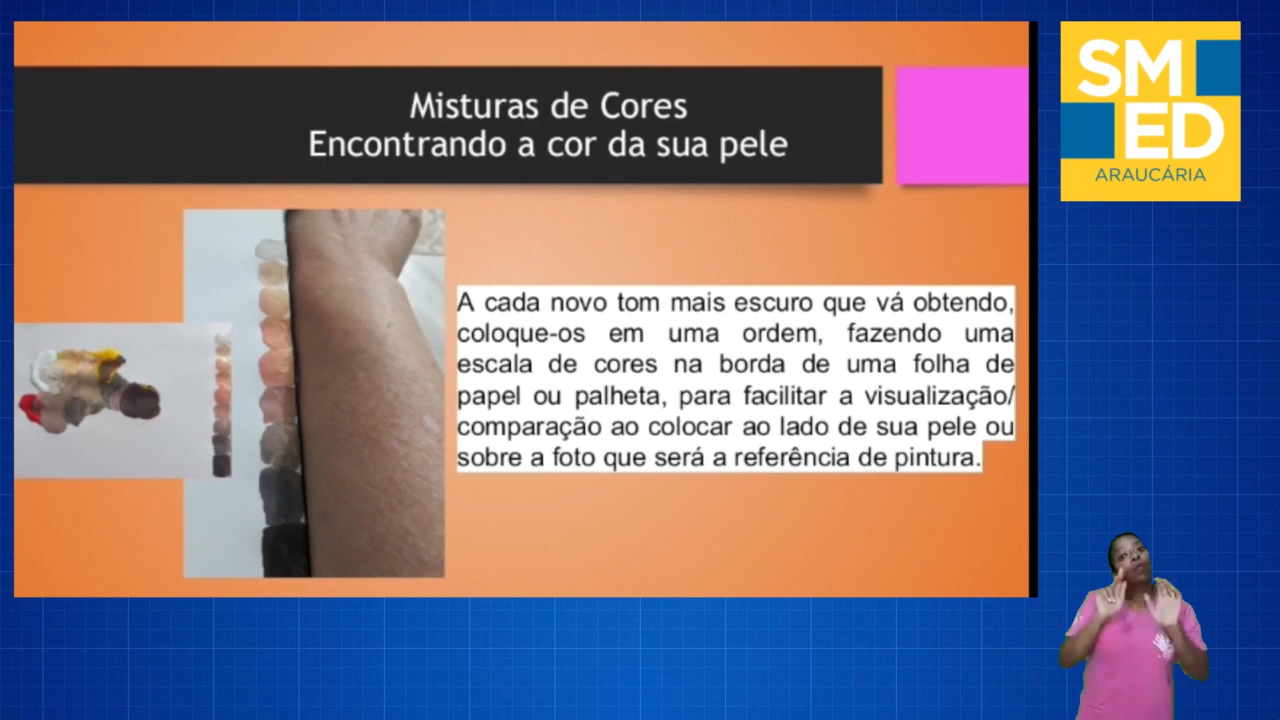 Misturas de Cores
Encontrando a cor da sua pele
A cada novo tom mais escuro que vá obtendo,
coloque-os em uma ordem, fazendo uma
escala de cores na borda de uma folha de
papel ou palheta, para facilitar a visualização/
comparação ao colocar ao lado de sua pele ou
sobre a foto que será a referência de pintura.
SM
ED
ARAUCÁRIA